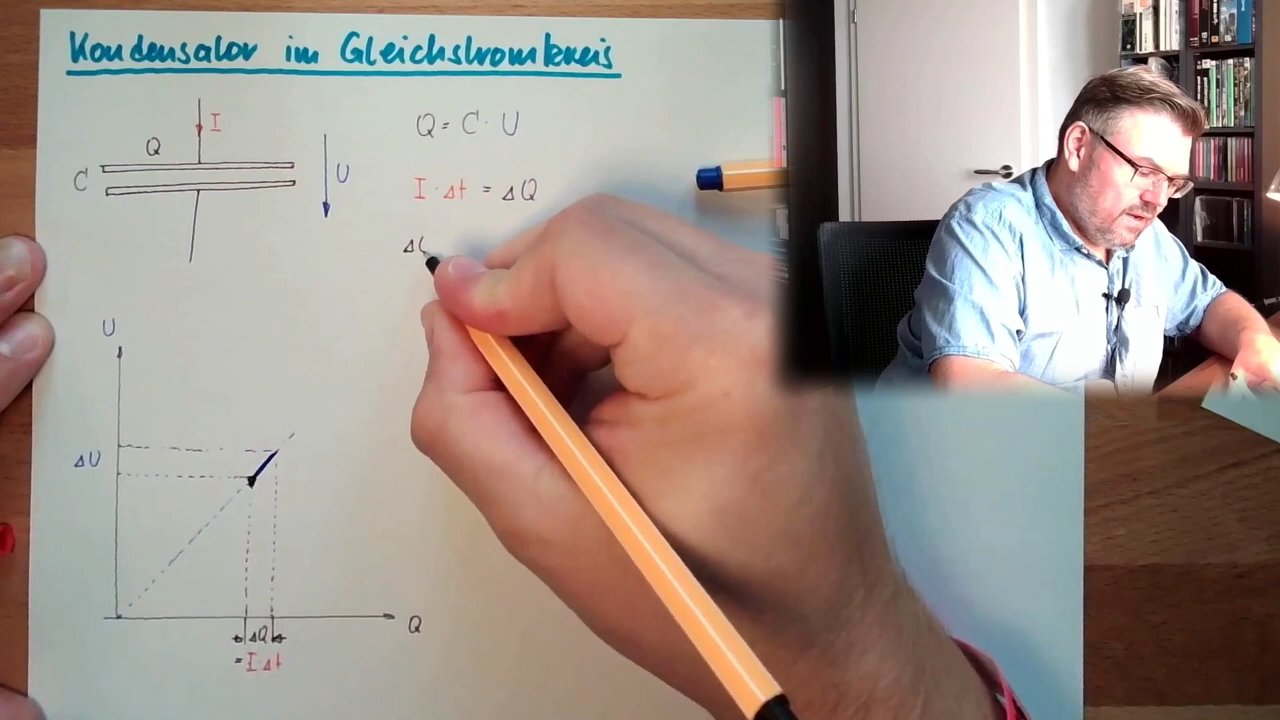 Kondensator im Gleichstromkreis
I
Q
C
U
Q = C · U
I · Δt = ΔQ
Δ
U
ΔU
Q
ΔQ
= I · Δt